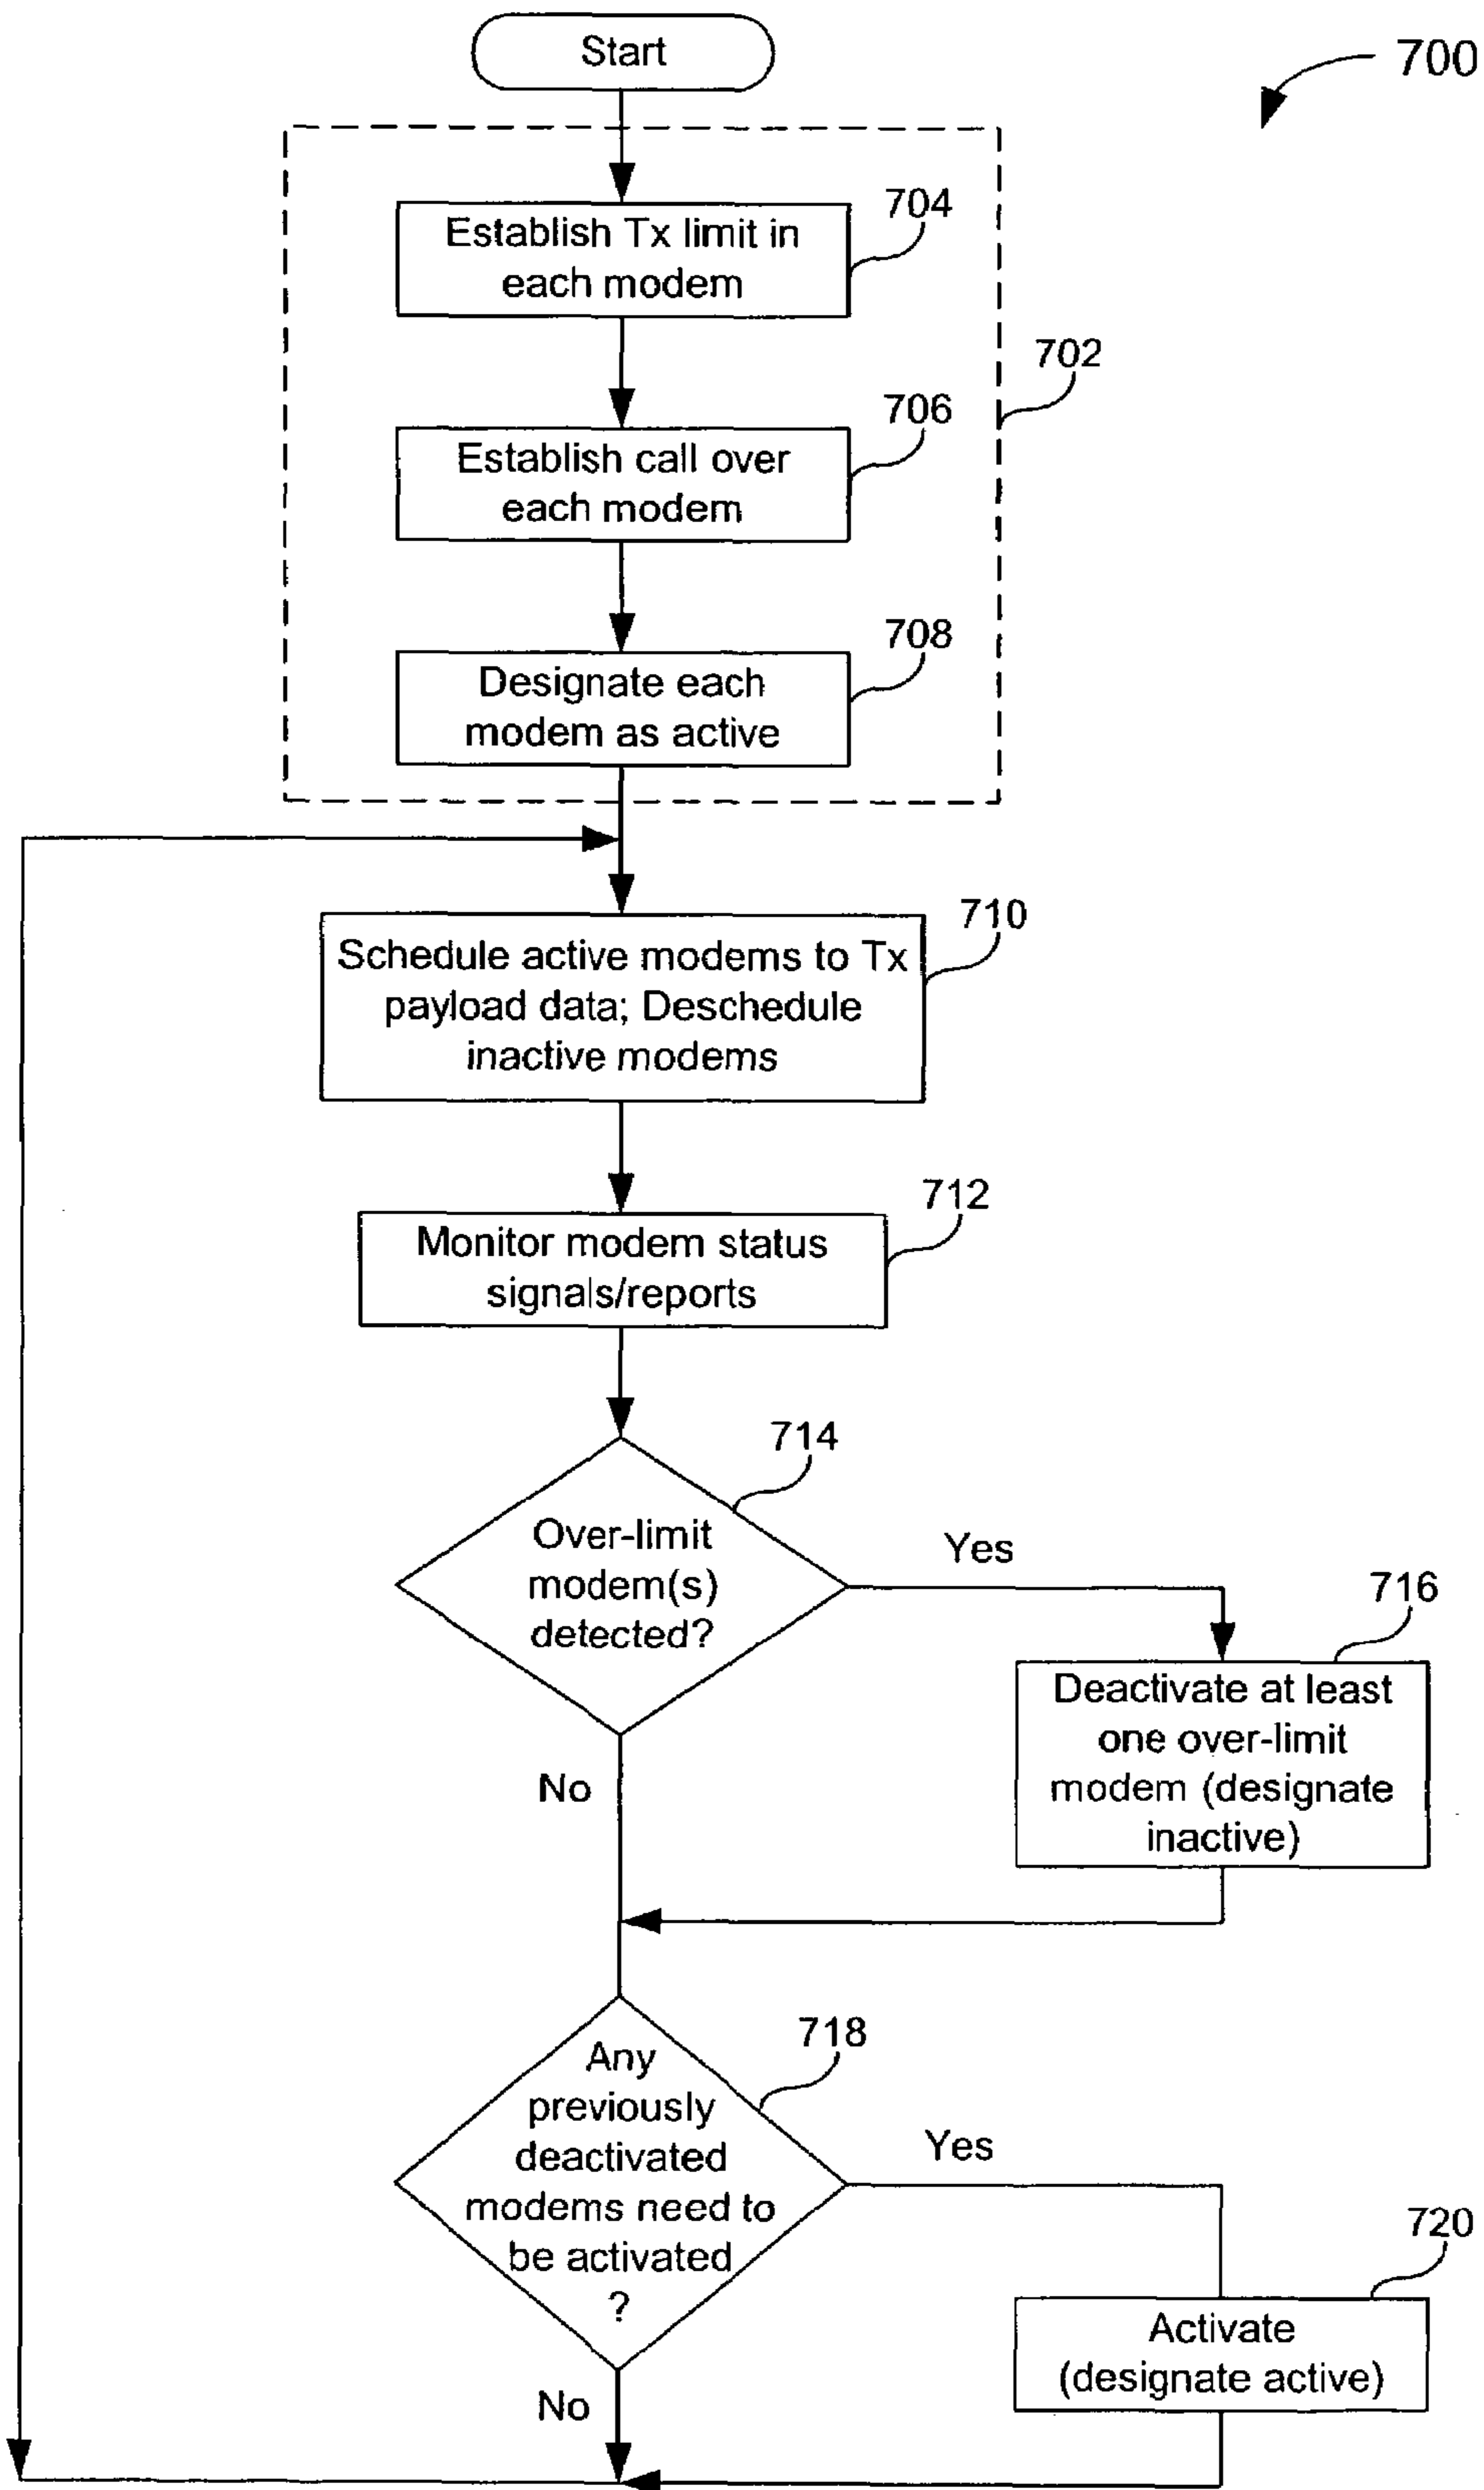 Start
700
704
Establish Tx limit in
each modem
702
706
Establish call over
each modem
708
Designate each
modem as active
710
Schedule active modems to Tx
payload data; Deschedule
inactive modems
712
Monitor modem status
signals/reports
714
Over-limit
modem(s)
detected?
Yes
716
Deactivate at least
one over-limit
modem (designate
inactive)
No
718
Any
previously
deactivated
modems need to
be activated
?
Yes
720
Activate
(designate active)
No